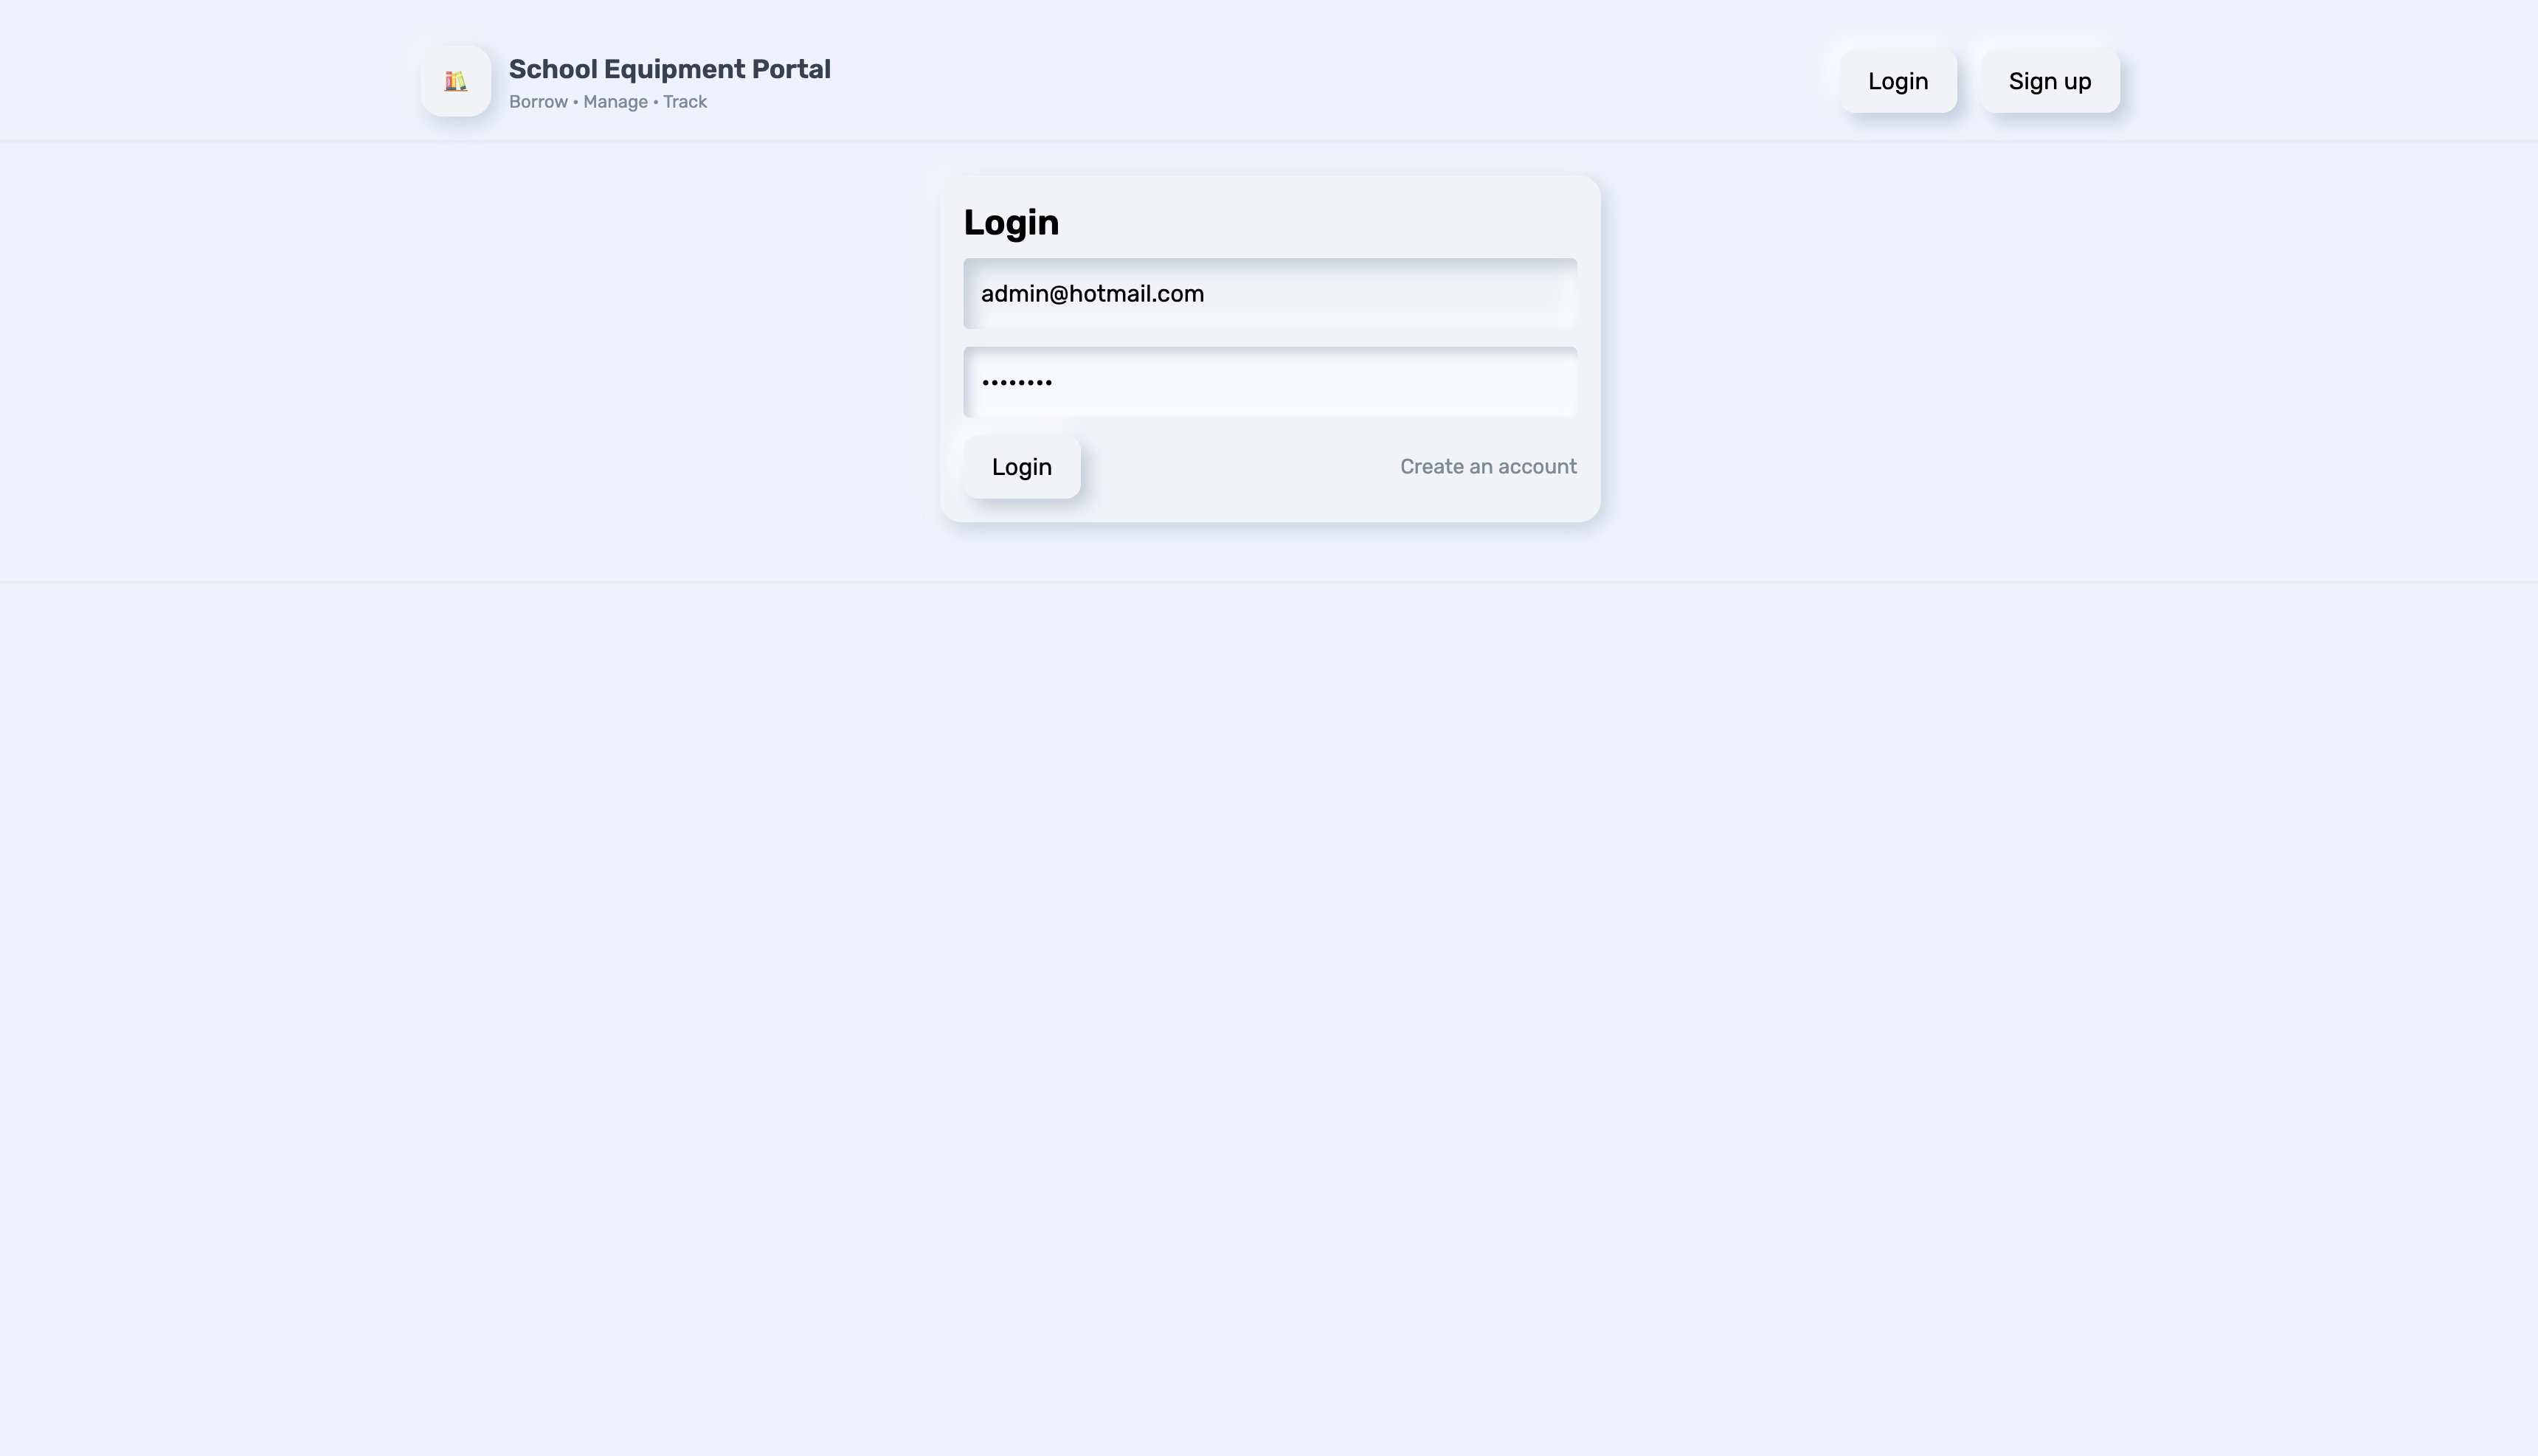 School Equipment Portal
Borrow • Manage • Track
Login
Sign up
Login
admin@hotmail.com
••••••••
Login
Create an account